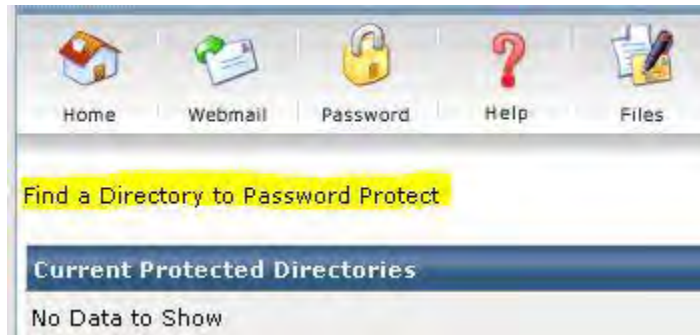 Home Webmail Password Help Files
Find a Directory to Password Protect
Current Protected Directories
No Data to Show